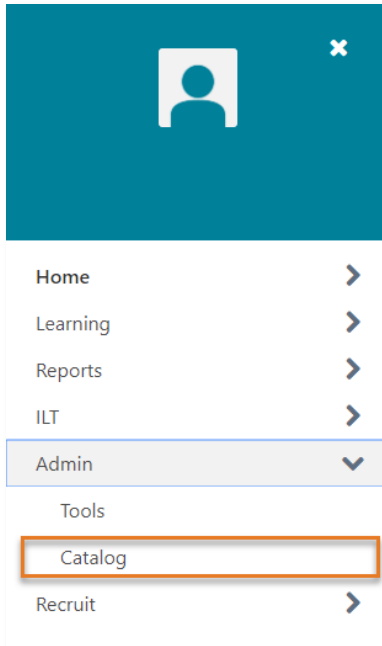 Home
Learning
Reports
ILT
Admin
Tools
Catalog
Recruit